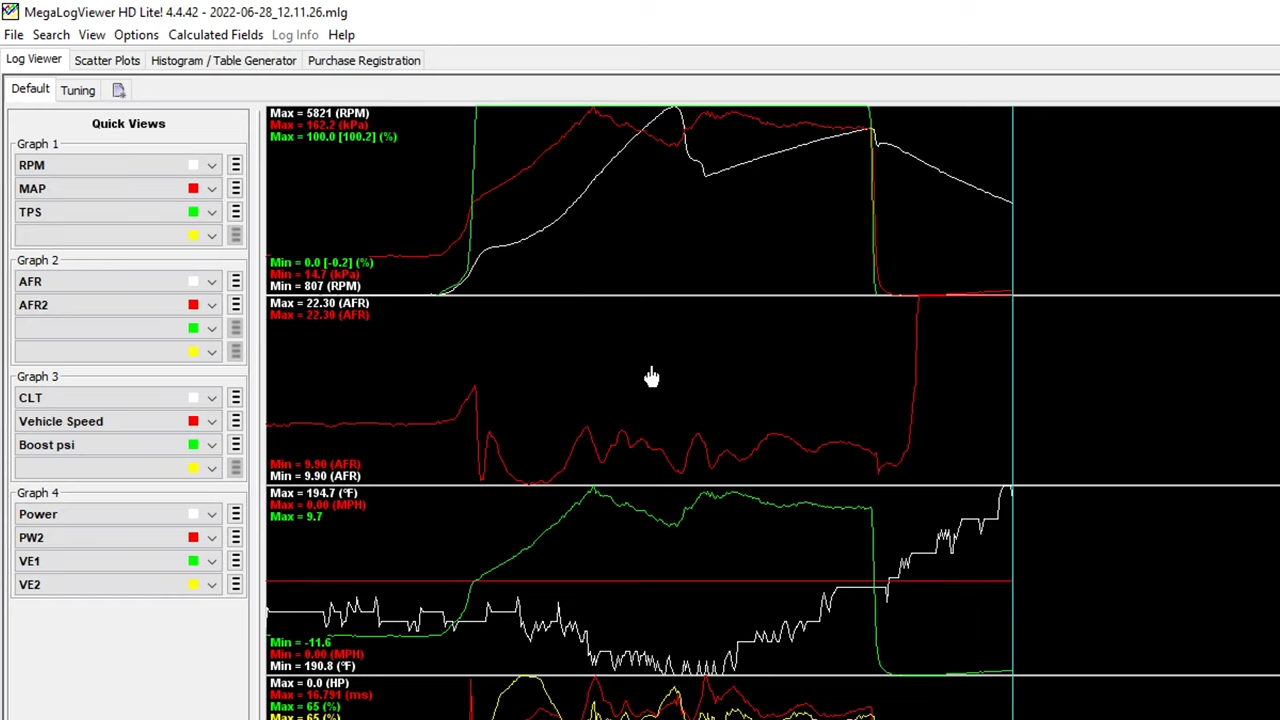 MegaLogViewer HD Lite! 4.4.42 - 2022-06-28_12.11.26.mlg
File Search View Options Calculated Fields Log Info Help
Log Viewer Scatter Plots Histogram / Table Generator Purchase Registration
Default Tuning
Quick Views
Graph 1
RPM
MAP
TPS
Graph 2
AFR
AFR2
Graph 3
CLT
Vehicle Speed
Boost psi
Graph 4
Power
PW2
VE1
VE2
Max = 5821 (RPM)
Max = 162.2 (kPa)
Max = 100.0 [100.2] (%)
Min = 0.0 [-0.2] (%)
Min = 14.7 (kPa)
Min = 807 (RPM)
Max = 22.30 (AFR)
Max = 22.30 (AFR)
Min = 9.90 (AFR)
Min = 9.90 (AFR)
Max = 194.7 (°F)
Max = 0.00 (MPH)
Max = 9.7
Min = -11.6
Min = 0.00 (MPH)
Min = 190.8 (°F)
Max = 0.0 (HP)
Max = 16.791 (ms)
Max = 65 (%)
Max = 65 (%)